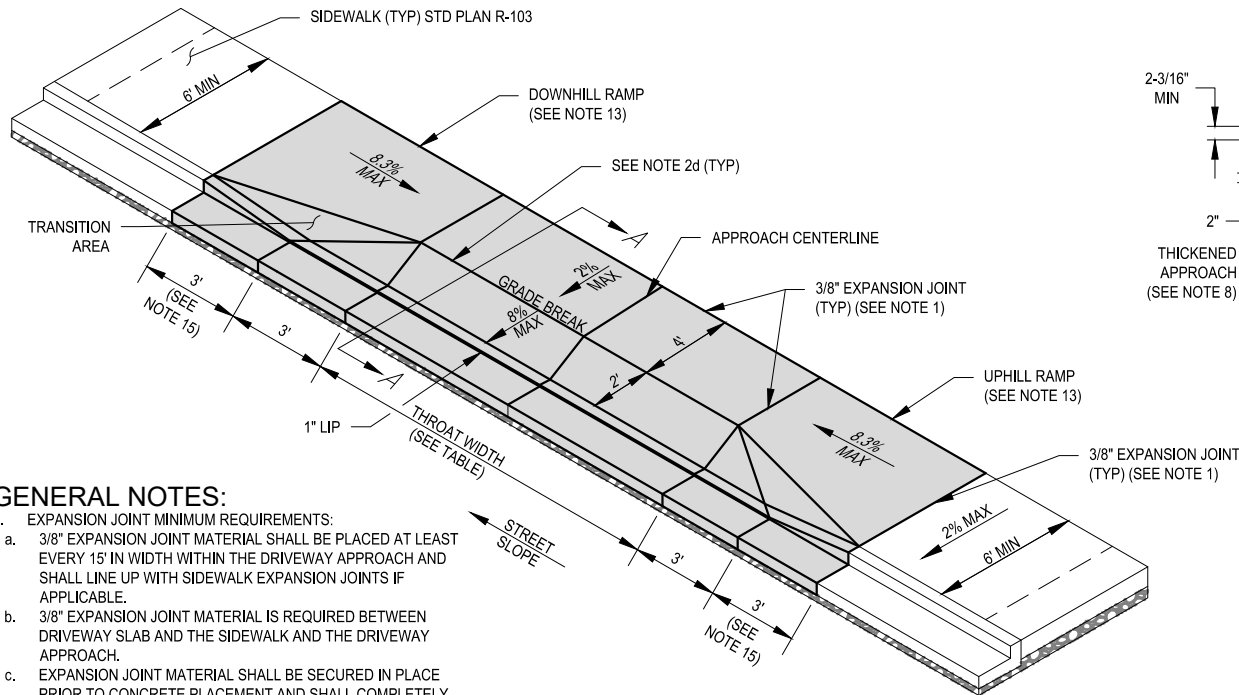 SIDEWALK (TYP) STD PLAN R-103
6' MIN
DOWNHILL RAMP
(SEE NOTE 13)
8.3%
MAX
SEE NOTE 2d (TYP)
TRANSITION
AREA
A
APPROACH CENTERLINE
2%
MAX
3/8" EXPANSION JOINT
(TYP) (SEE NOTE 1)
GRADE BREAK
8%
MAX
4'
2'
3'
(SEE
NOTE 15)
3'
A
1" LIP
THROAT WIDTH
(SEE TABLE)
UPHILL RAMP
(SEE NOTE 13)
8.3%
MAX
3/8" EXPANSION JOINT
(TYP) (SEE NOTE 1)
2% MAX
6' MIN
STREET
SLOPE
3'
3'
(SEE
NOTE 15)
2-3/16"
MIN
2"
THICKENED
APPROACH
(SEE NOTE 8)
GENERAL NOTES:
EXPANSION JOINT MINIMUM REQUIREMENTS:
a. 3/8" EXPANSION JOINT MATERIAL SHALL BE PLACED AT LEAST
EVERY 15' IN WIDTH WITHIN THE DRIVEWAY APPROACH AND
SHALL LINE UP WITH SIDEWALK EXPANSION JOINTS IF
APPLICABLE.
b. 3/8" EXPANSION JOINT MATERIAL IS REQUIRED BETWEEN
DRIVEWAY SLAB AND THE SIDEWALK AND THE DRIVEWAY
APPROACH.
c. EXPANSION JOINT MATERIAL SHALL BE SECURED IN PLACE
PRIOR TO CONCRETE PLACEMENT AND SHALL COMPLETELY